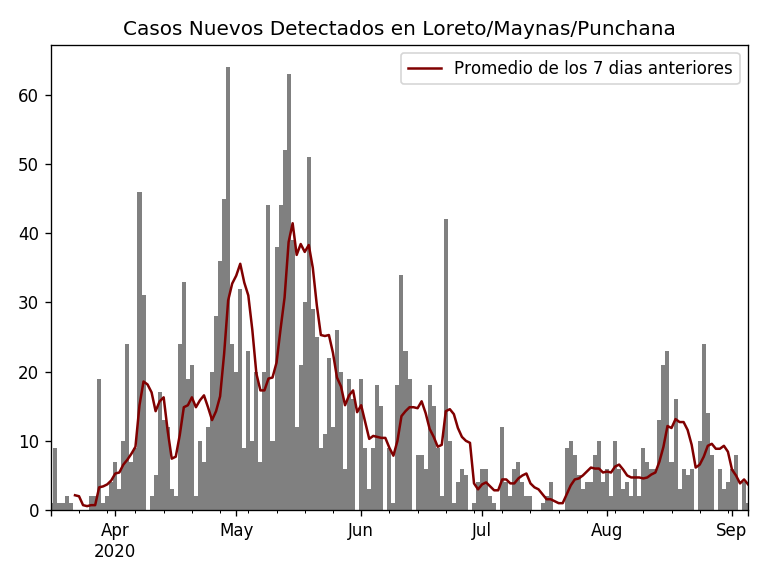 Casos Nuevos Detectados en Loreto/Maynas/Punchana
Promedio de los 7 dias anteriores
60
50
40
30
20
10
0
Apr May Jun Jul Aug Sep
2020